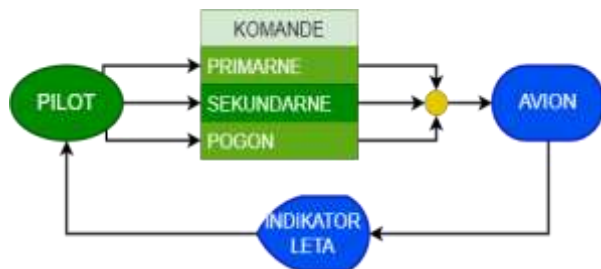 KOMANDE
PRIMARNE
PILOT
SEKUNDARNE
AVION
POGON
INDIKATOR
LETA